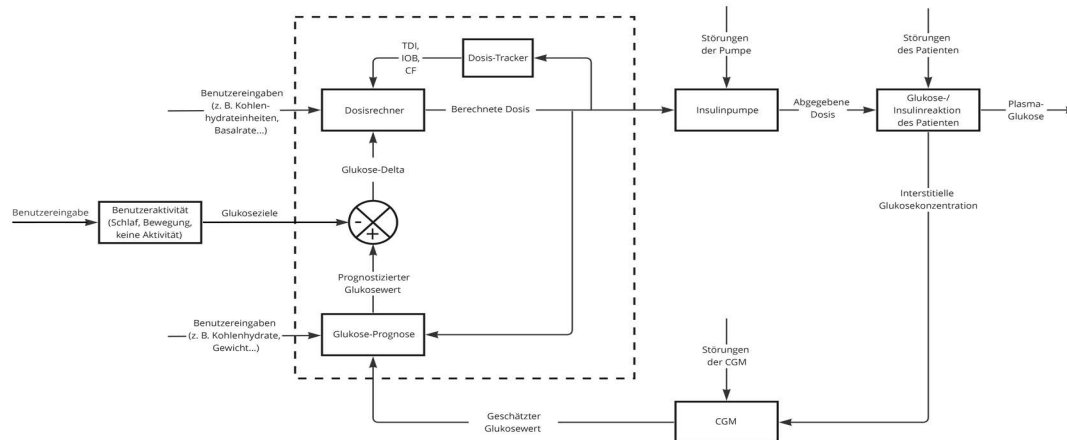 TDI,
IOB,
CF
Dosis-Tracker
Störungen
der Pumpe
Störungen
des Patienten
Benutzereingaben
(z. B. Kohlen-
hydrateinheiten,
Basalrate...)
Dosisrechner
Berechnete Dosis
Insulinpumpe
Abgegebene
Dosis
Glukose-/
Insulinreaktion
des Patienten
Plasma-
Glukose
Glukose-Delta
Interstitielle
Glukosekonzentration
Benutzereingabe
Benutzeraktivität
(Schlaf, Bewegung,
keine Aktivität)
Glukoseziele
-
+
Prognostizierter
Glukosewert
Benutzereingaben
(z. B. Kohlenhydrate,
Gewicht...)
Glukose-Prognose
Störungen
der CGM
Geschätzter
Glukosewert
CGM